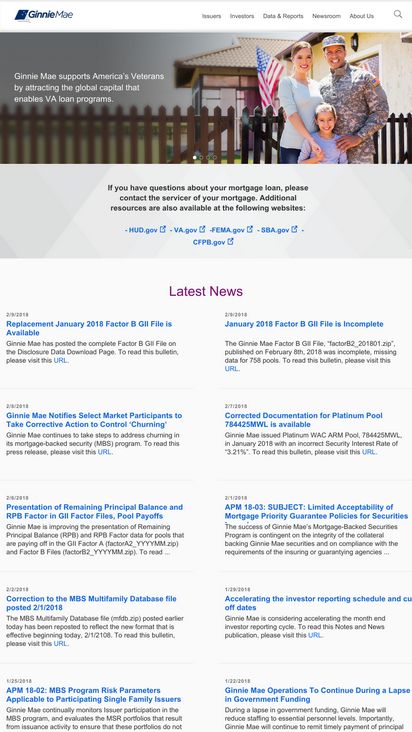 GinnieMae
Issuers Investors Data & Reports Newsroom About Us
Ginnie Mae supports America's Veterans
by attracting the global capital that
enables VA loan programs.
If you have questions about your mortgage loan, please
contact the servicer of your mortgage. Additional
resources are also available at the following websites:
- HUD.gov - VA.gov -FEMA.gov - SBA.gov -
CFPB.gov
Latest News
2/9/2018
Replacement January 2018 Factor B GII File is
Available
Ginnie Mae has posted the complete Factor B GII File on
the Disclosure Data Download Page. To read this bulletin,
please visit this URL.
2/9/2018
January 2018 Factor B GII File is Incomplete
The Ginnie Mae Factor B GII File, "factorB2_201801.zip",
published on February 8th, 2018 was incomplete, missing
data for 758 pools. To read this bulletin, please visit this
URL.
2/8/2018
Ginnie Mae Notifies Select Market Participants to
Take Corrective Action to Control 'Churning'
Ginnie Mae continues to take steps to address churning in
its mortgage-backed security (MBS) program. To read this
press release, please visit this URL.
2/7/2018
Corrected Documentation for Platinum Pool
784425MWL is available
Ginnie Mae issued Platinum WAC ARM Pool, 784425MWL,
in January 2018 with an incorrect Security Interest Rate of
"3.21%". To read this bulletin, please visit this URL.
2/6/2018
Presentation of Remaining Principal Balance and
RPB Factor in GII Factor Files, Pool Payoffs
Ginnie Mae is improving the presentation of Remaining
Principal Balance (RPB) and RPB Factor data for pools that
are paying off in the GII Factor A (factorA2_YYYYMM.zip)
and Factor B Files (factorB2_YYYYMM.zip). To read ...
2/1/2018
APM 18-03: SUBJECT: Limited Acceptability of
Mortgage Priority Guarantee Policies for Securities
The success of Ginnie Mae's Mortgage-Backed Securities
Program is contingent on the integrity of the collateral
backing Ginnie Mae securities and on compliance with the
requirements of the insuring or guarantying agencies ...
2/2/2018
Correction to the MBS Multifamily Database file
posted 2/1/2018
The MBS Multifamily Database (mfdb.zip) posted earlier
today has been reposted to reflect the new format that is
effective beginning today, 2/1/2108. To read this bulletin,
please visit this URL.
1/29/2018
Accelerating the investor reporting schedule and cu
off dates
Ginnie Mae is considering accelerating the month end
investor reporting cycle. To read this Notes and News
publication, please visit this URL.
1/25/2018
APM 18-02: MBS Program Risk Parameters
Applicable to Participating Single Family Issuers
Ginnie Mae continually monitors Issuer participation in the
MBS program, and evaluates the MSR portfolios that result
from issuance activity to ensure that these portfolios do not
1/22/2018
Ginnie Mae Operations To Continue During a Lapse
in Government Funding
During a lapse in government funding, Ginnie Mae will
reduce staffing to essential personnel levels. Importantly,
Ginnie Mae will continue to remit timely payment of principal